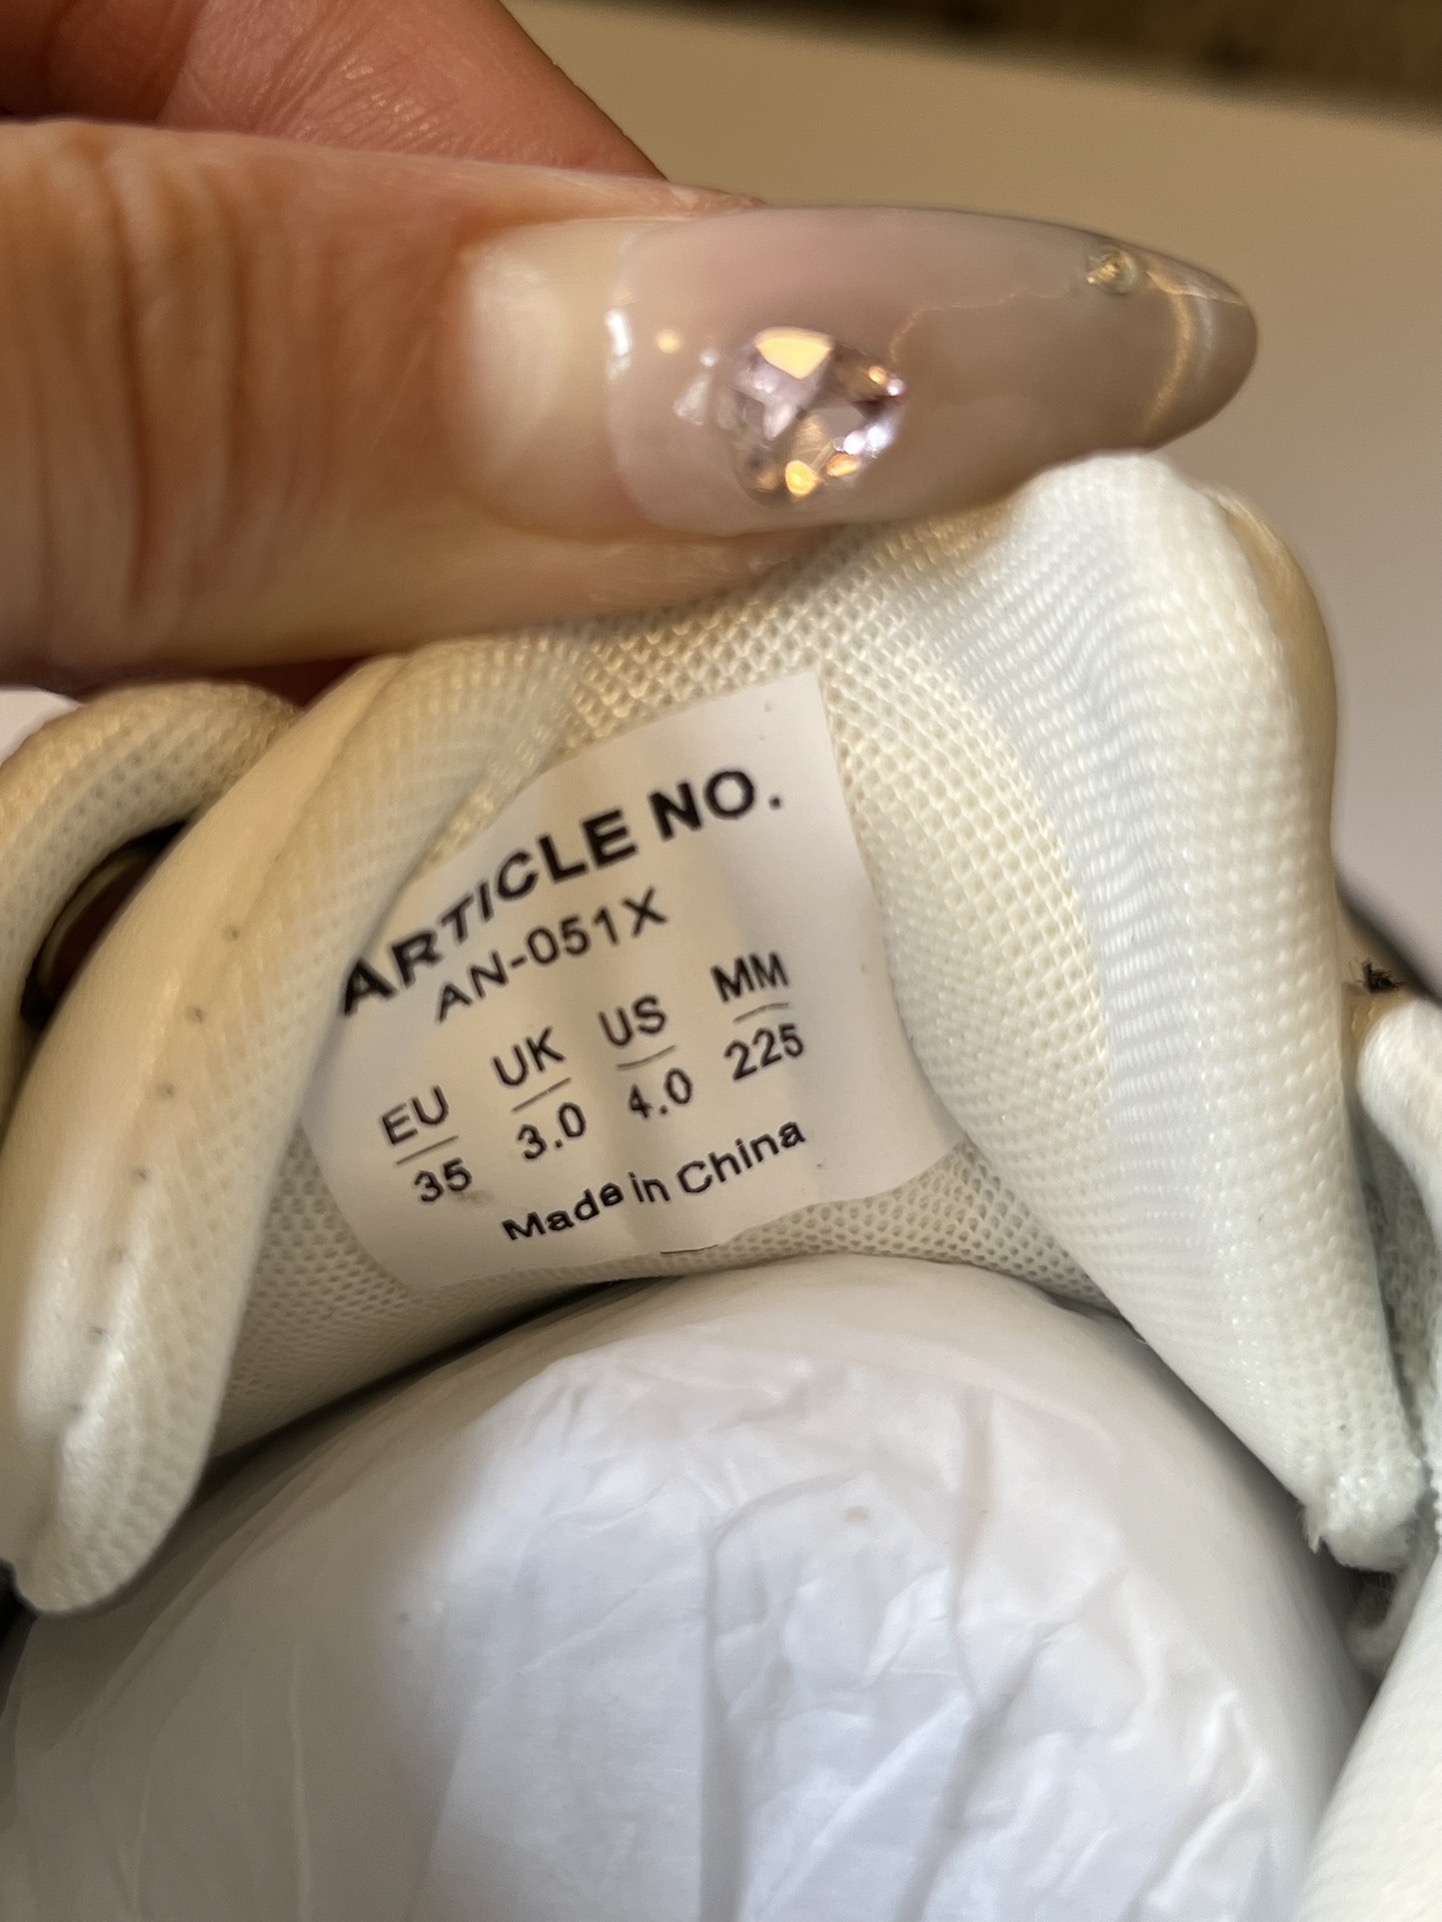 ARTICLE NO.
AN-051X
EU UK US MM
35 3.0 4.0 225
Made in China